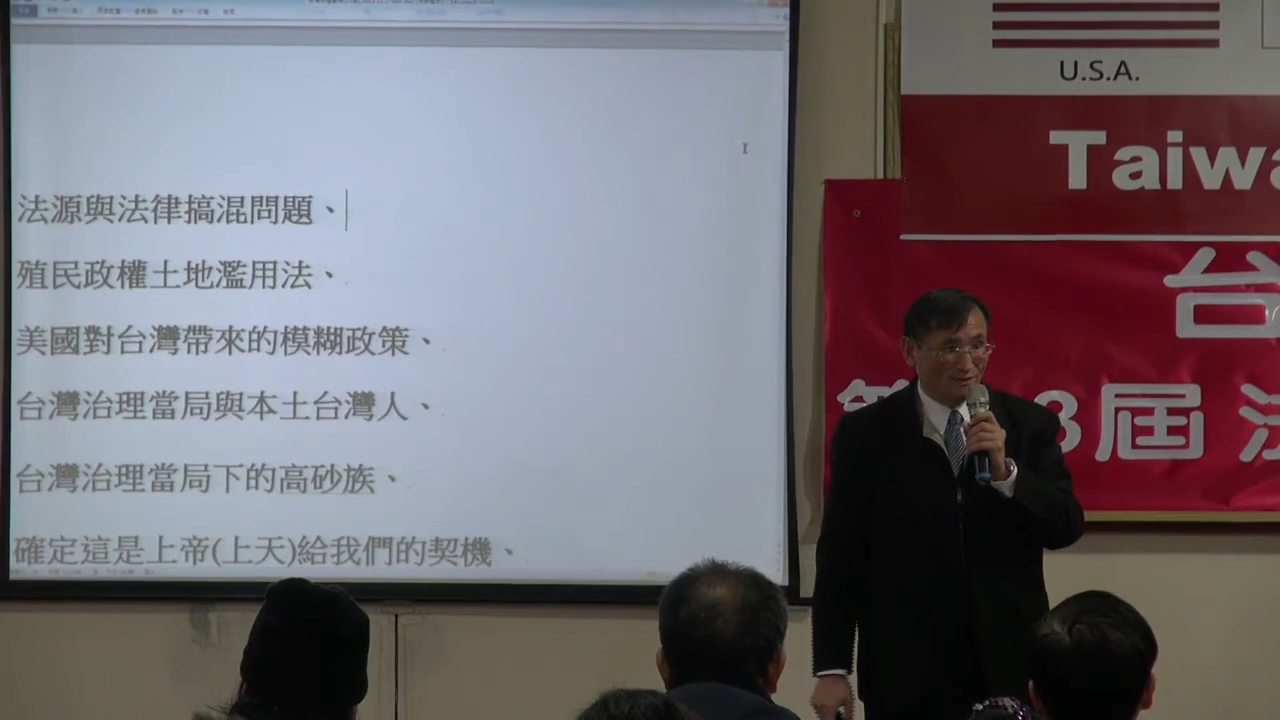 法源與法律搞混問題、
殖民政權土地濫用法、
美國對台灣帶來的模糊政策、
台灣治理當局與本土台灣人、
台灣治理當局下的高砂族、
確定這是上帝(上天)給我們的契機、
U.S.A.
Taiwa
台
3屆